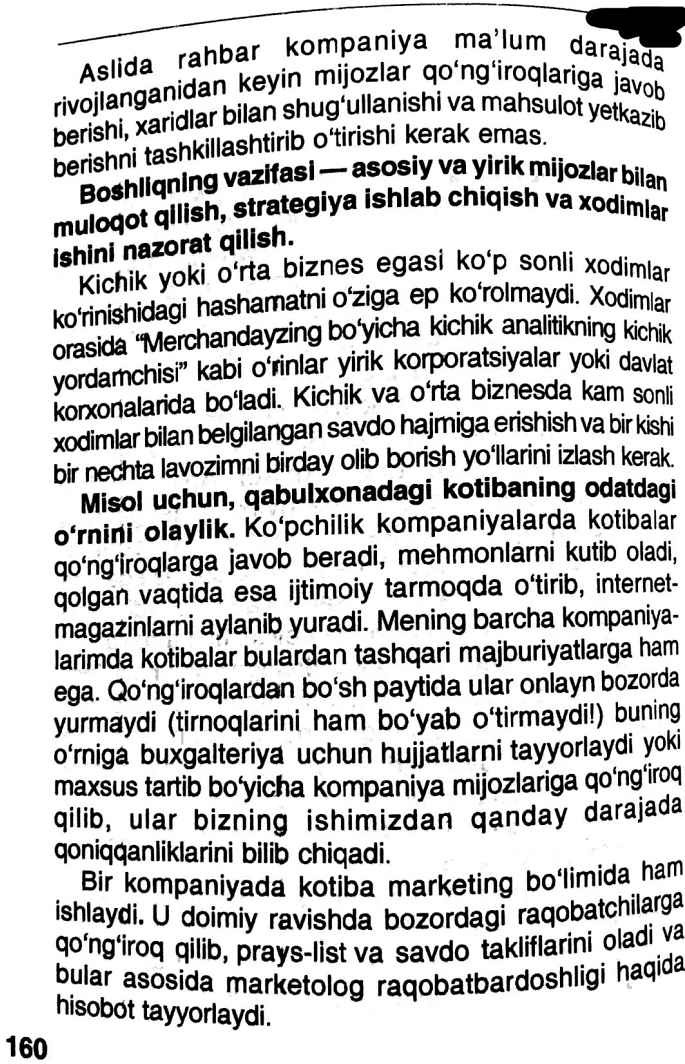 Aslida rahbar kompaniya ma’lum darajada
rivojlanganidan keyin mijozlar qo‘ng‘iroqlariga javob
berishi, xaridlar bilan shug‘ullanishi va mahsulot yetkazib
berishni tashkillashtirib o‘tirishi kerak emas.
Boshliqning vazifasi — asosiy va yirik mijozlar bilan
muloqot qilish, strategiya ishlab chiqish va xodimlar
ishini nazorat qilish.
Kichik yoki o‘rta biznes egasi ko‘p sonli xodimlar
ko‘rinishidagi hashamatni o‘ziga ep ko‘rolmaydi. Xodimlar
orasida “Merchandayzing bo‘yicha kichik analitikning kichik
yordamchisi” kabi o‘rinlar yirik korporatsiyalar yoki davlat
korxonalarida bo‘ladi. Kichik va o‘rta biznesda kam sonli
xodimlar bilan belgilangan savdo hajmiga erishish va bir kishi
bir nechta lavozimni birday olib borish yo‘llarini izlash kerak.
Misol uchun, qabulxonadagi kotibaning odatdagi
o‘rnini olaylik. Ko‘pchilik kompaniyalarda kotibalar
qo‘ng‘iroqlarga javob beradi, mehmonlarni kutib oladi,
qolgan vaqtida esa ijtimoiy tarmoqda o‘tirib, internet-
magazinlarni aylanib yuradi. Mening barcha kompaniya-
larimda kotibalar bulardan tashqari majburiyatlarga ham
ega. Qo‘ng‘iroqlardan bo‘sh paytida ular onlayn bozorda
yurmaydi (tirnoqlarini ham bo‘yab o‘tirmaydi!) buning
o‘rniga buxgalteriya uchun hujjatlarni tayyorlaydi yoki
maxsus tartib bo‘yicha kompaniya mijozlariga qo‘ng‘iroq
qilib, ular bizning ishimizdan qanday darajada
qoniqqanliklarini bilib chiqadi.
Bir kompaniyada kotiba marketing bo‘limida ham
ishlaydi. U doimiy ravishda bozordagi raqobatchilarga
qo‘ng‘iroq qilib, prays-list va savdo takliflarini oladi va
bular asosida marketolog raqobatbardoshligi haqida
hisobot tayyorlaydi.
160